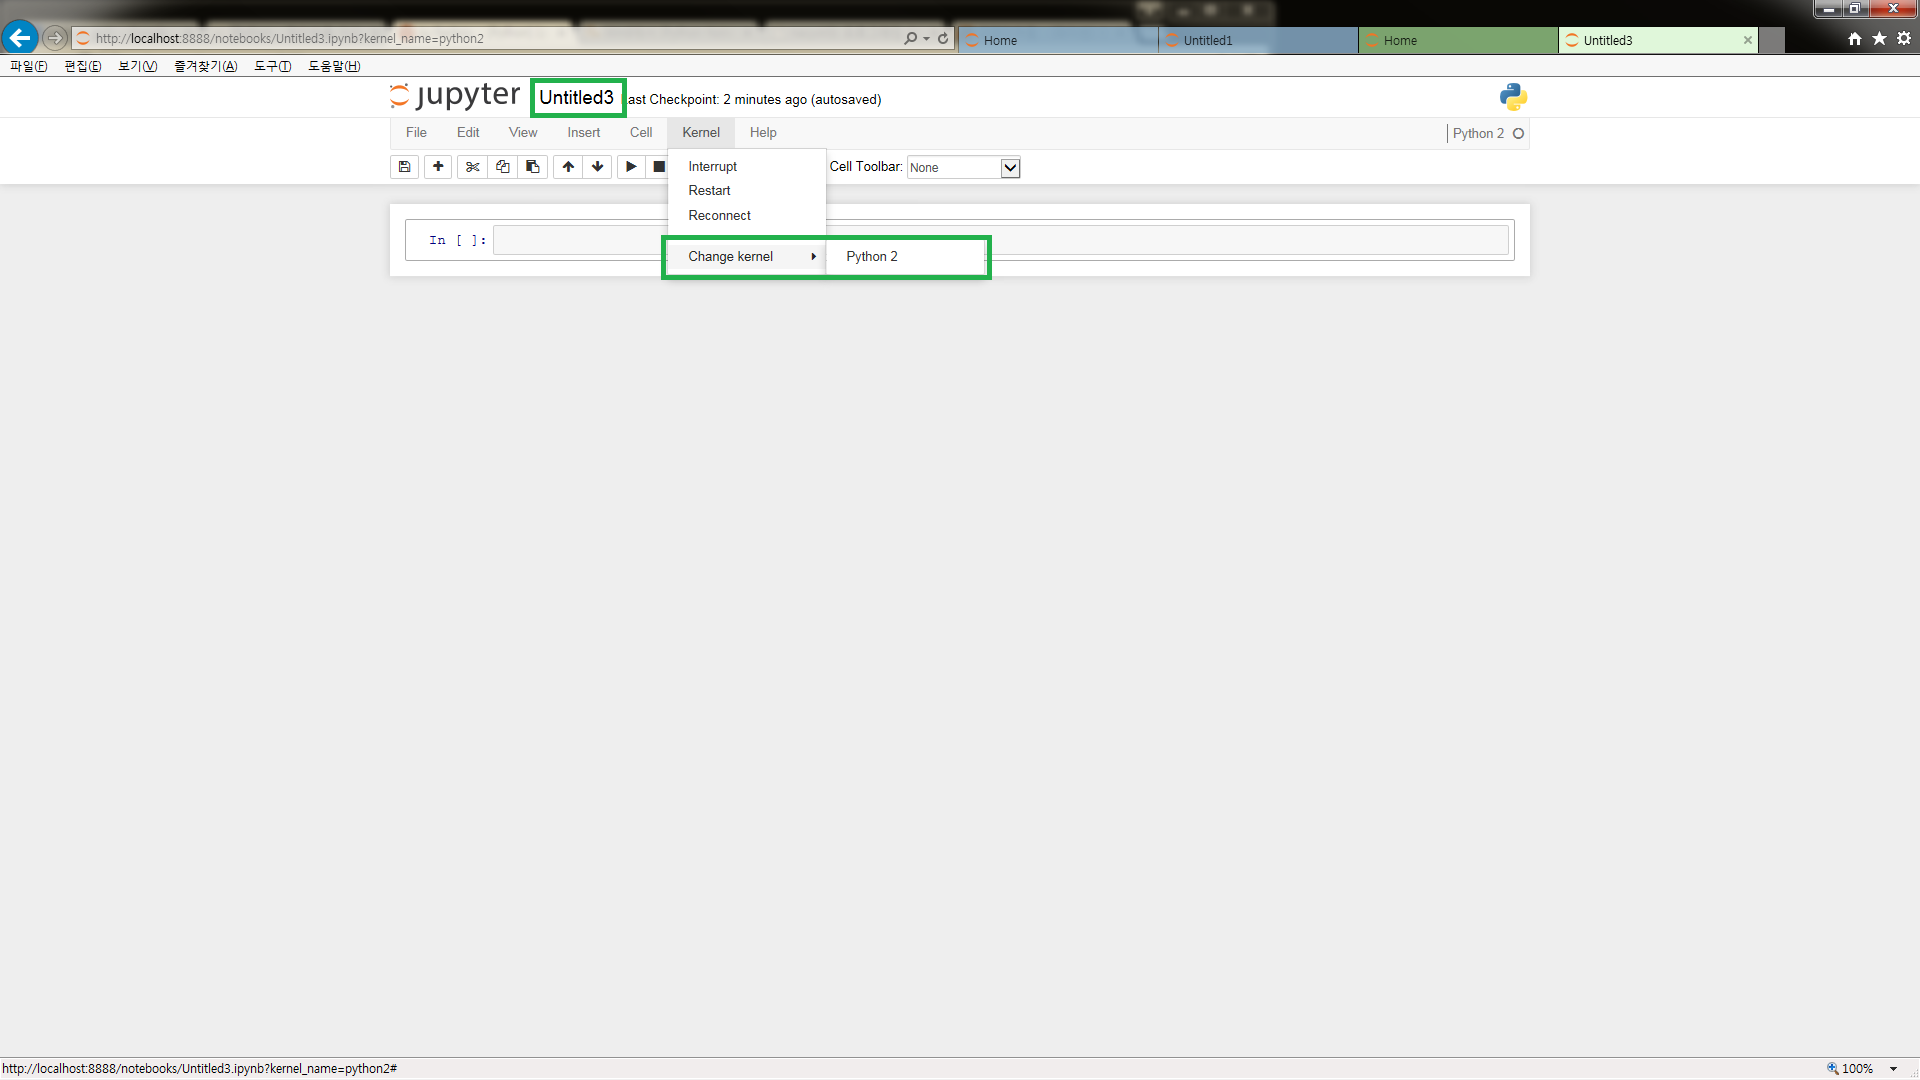 http://localhost:8888/notebooks/Untitled3.ipynb?kernel_name=python2
Home
Untitled1
Home
Untitled3
파일(F) 편집(E) 보기(V) 즐겨찾기(A) 도구(T) 도움말(H)
jupyter Untitled3 Last Checkpoint: 2 minutes ago (autosaved)
File Edit View Insert Cell Kernel Help
Python 2
Interrupt
Restart
Reconnect
Change kernel
Python 2
Cell Toolbar: None
In [ ]:
http://localhost:8888/notebooks/Untitled3.ipynb?kernel_name=python2#
100%